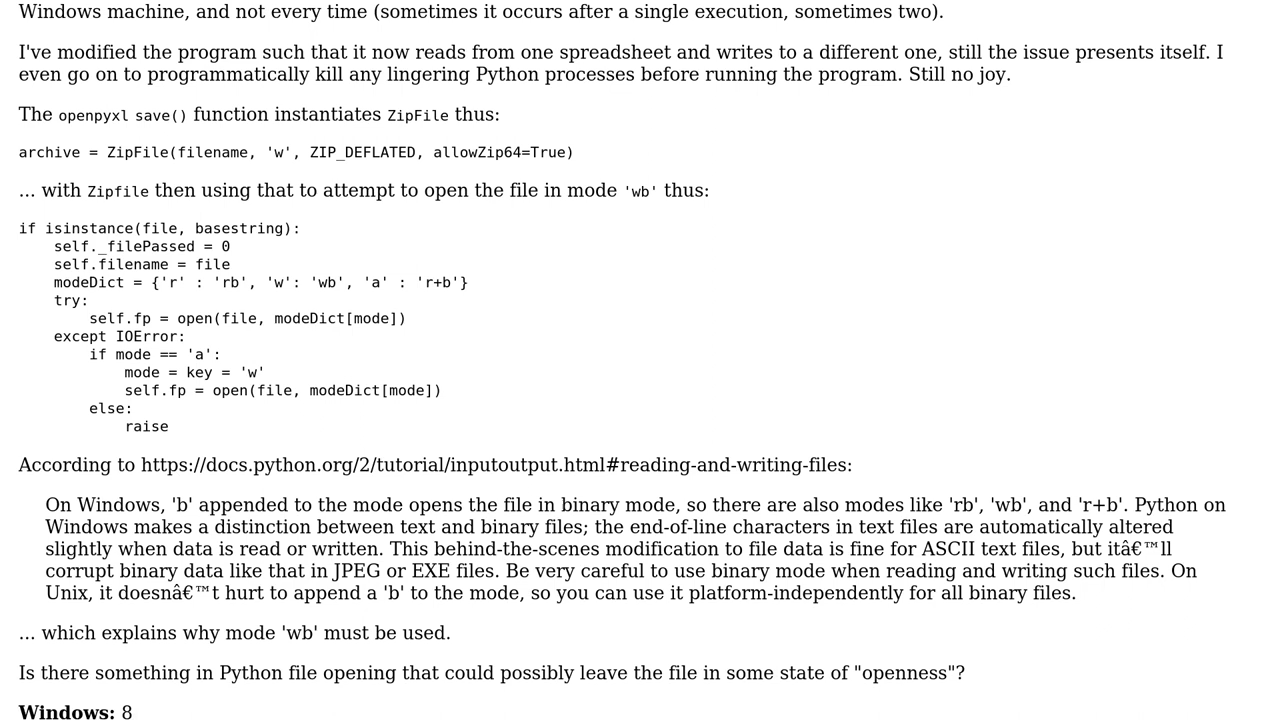 Windows machine, and not every time (sometimes it occurs after a single execution, sometimes two).
I've modified the program such that it now reads from one spreadsheet and writes to a different one, still the issue presents itself. I
even go on to programmatically kill any lingering Python processes before running the program. Still no joy.
The openpyxl save() function instantiates ZipFile thus:
archive = ZipFile(filename, 'w', ZIP_DEFLATED, allowZip64=True)
... with Zipfile then using that to attempt to open the file in mode 'wb' thus:
if isinstance(file, basestring):
    self._filePassed = 0
    self.filename = file
    modeDict = {'r' : 'rb', 'w': 'wb', 'a' : 'r+b'}
    try:
        self.fp = open(file, modeDict[mode])
    except IOError:
        if mode == 'a':
            mode = key = 'w'
            self.fp = open(file, modeDict[mode])
        else:
            raise
According to https://docs.python.org/2/tutorial/inputoutput.html#reading-and-writing-files:
On Windows, 'b' appended to the mode opens the file in binary mode, so there are also modes like 'rb', 'wb', and 'r+b'. Python on
Windows makes a distinction between text and binary files; the end-of-line characters in text files are automatically altered
slightly when data is read or written. This behind-the-scenes modification to file data is fine for ASCII text files, but itâ€™ll
corrupt binary data like that in JPEG or EXE files. Be very careful to use binary mode when reading and writing such files. On
Unix, it doesnâ€™t hurt to append a 'b' to the mode, so you can use it platform-independently for all binary files.
... which explains why mode 'wb' must be used.
Is there something in Python file opening that could possibly leave the file in some state of "openness"?
Windows: 8